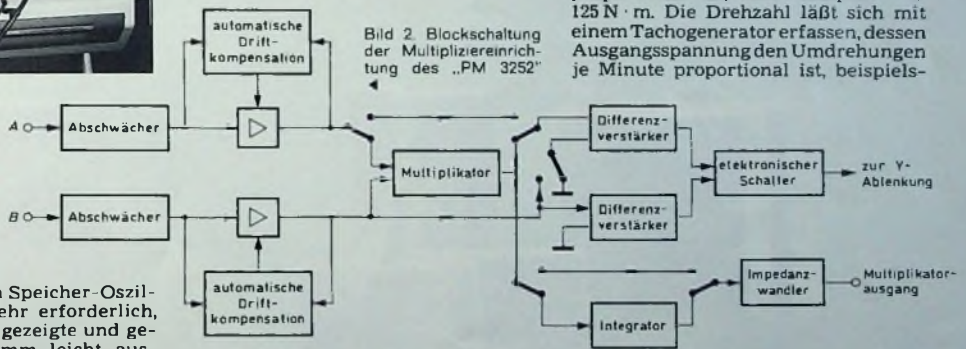 125 N · m. Die Drehzahl läßt sich mit
einem Tachogenerator erfassen, dessen
Ausgangsspannung den Umdrehungen
je Minute proportional ist, beispiels-
Bild 2. Blockschaltung
der Multipliziereinrich-
tung des „PM 3252"
automatische
Drift-
kompensation
A
Abschwächer
Multiplikator
Differenz-
verstärker
elektronischer
Schalter
zur Y-
Ablenkung
B
Abschwächer
Differenz-
verstärker
automatische
Drift-
kompensation
Integrator
Impedanz-
wandler
Multiplikator-
ausgang
Speicher-Oszil-
erforderlich,
gezeigte und ge-
leicht aus-